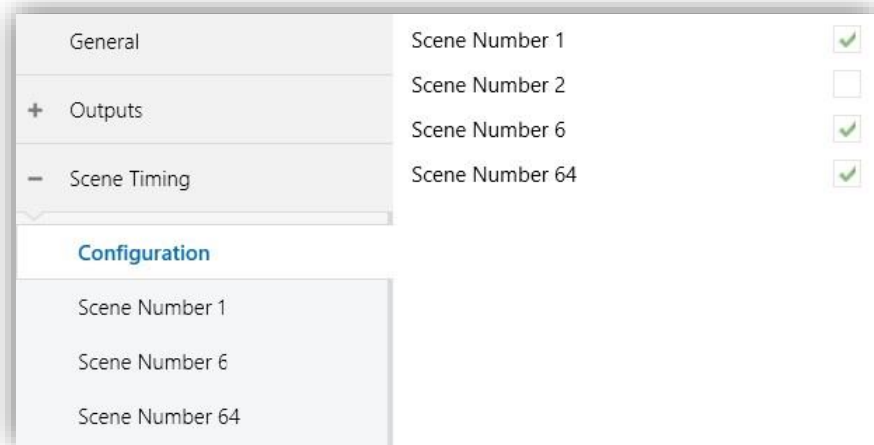 General
+ Outputs
− Scene Timing
Configuration
Scene Number 1
Scene Number 6
Scene Number 64
Scene Number 1
Scene Number 2
Scene Number 6
Scene Number 64